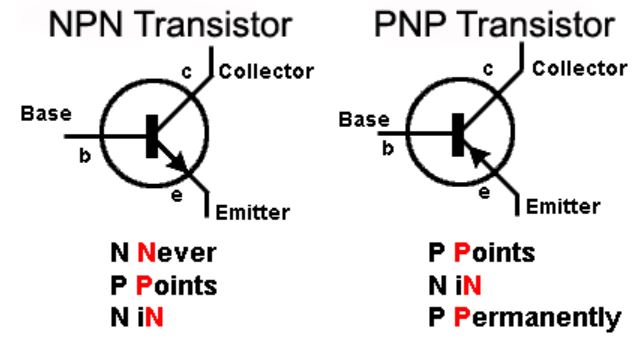 NPN Transistor
c Collector
Base
b
e
Emitter
N Never
P Points
N iN
PNP Transistor
c Collector
Base
b
e
Emitter
P Points
N iN
P Permanently